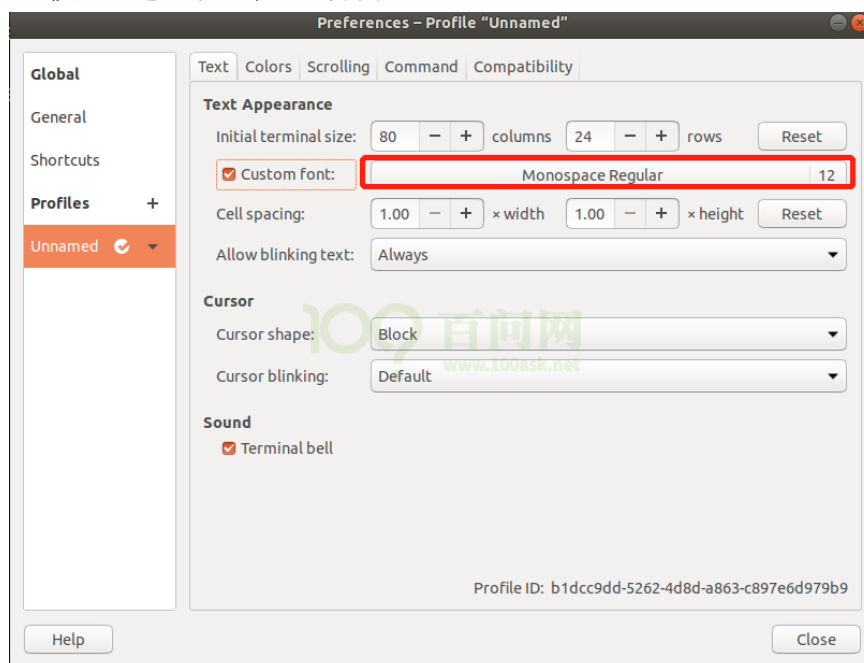 Preferences – Profile “Unnamed”
Global
General
Shortcuts
Profiles +
Unnamed
Text Colors Scrolling Command Compatibility
Text Appearance
Initial terminal size: 80 − + columns 24 − + rows Reset
Custom font: Monospace Regular 12
Cell spacing: 1.00 − + × width 1.00 − + × height Reset
Allow blinking text: Always
Cursor
Cursor shape: Block
Cursor blinking: Default
100 百问网
www.100ask.net
Sound
Terminal bell
Profile ID: b1dcc9dd-5262-4d8d-a863-c897e6d979b9
Help Close